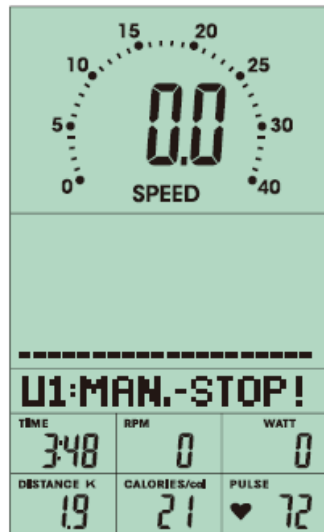 15 20
10 25
5 30
0 40
0.0
SPEED
U1:MAN.-STOP!
TIME RPM WATT
3:48 0 0
DISTANCE K CALORIES/cal PULSE
1.9 21 72